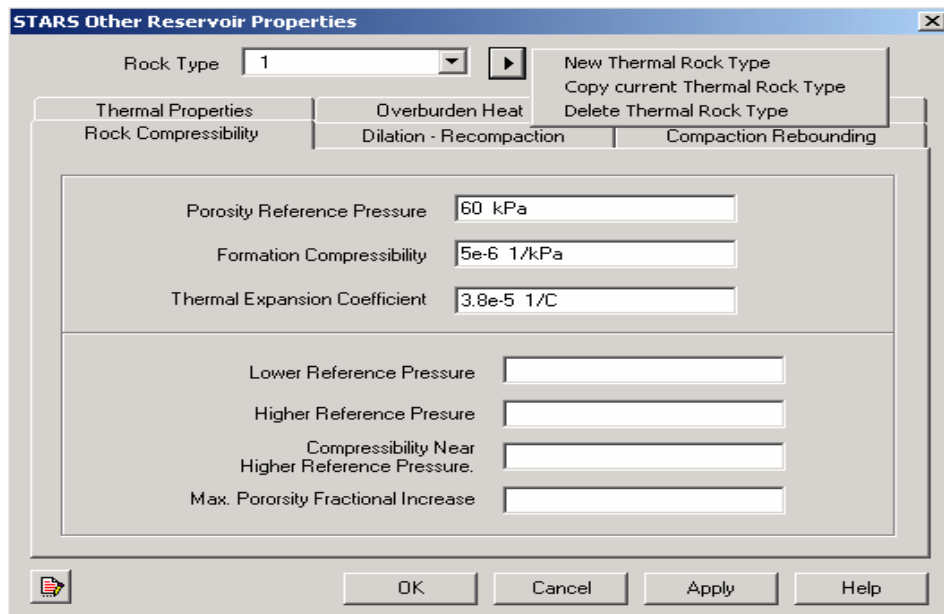 STARS Other Reservoir Properties
Rock Type 1
New Thermal Rock Type
Copy current Thermal Rock Type
Delete Thermal Rock Type
Thermal Properties Overburden Heat
Rock Compressibility Dilation - Recompaction Compaction Rebounding
Porosity Reference Pressure 60 kPa
Formation Compressibility 5e-6 1/kPa
Thermal Expansion Coefficient 3.8e-5 1/C
Lower Reference Pressure
Higher Reference Presure
Compressibility Near
Higher Reference Pressure.
Max. Pororsity Fractional Increase
OK Cancel Apply Help